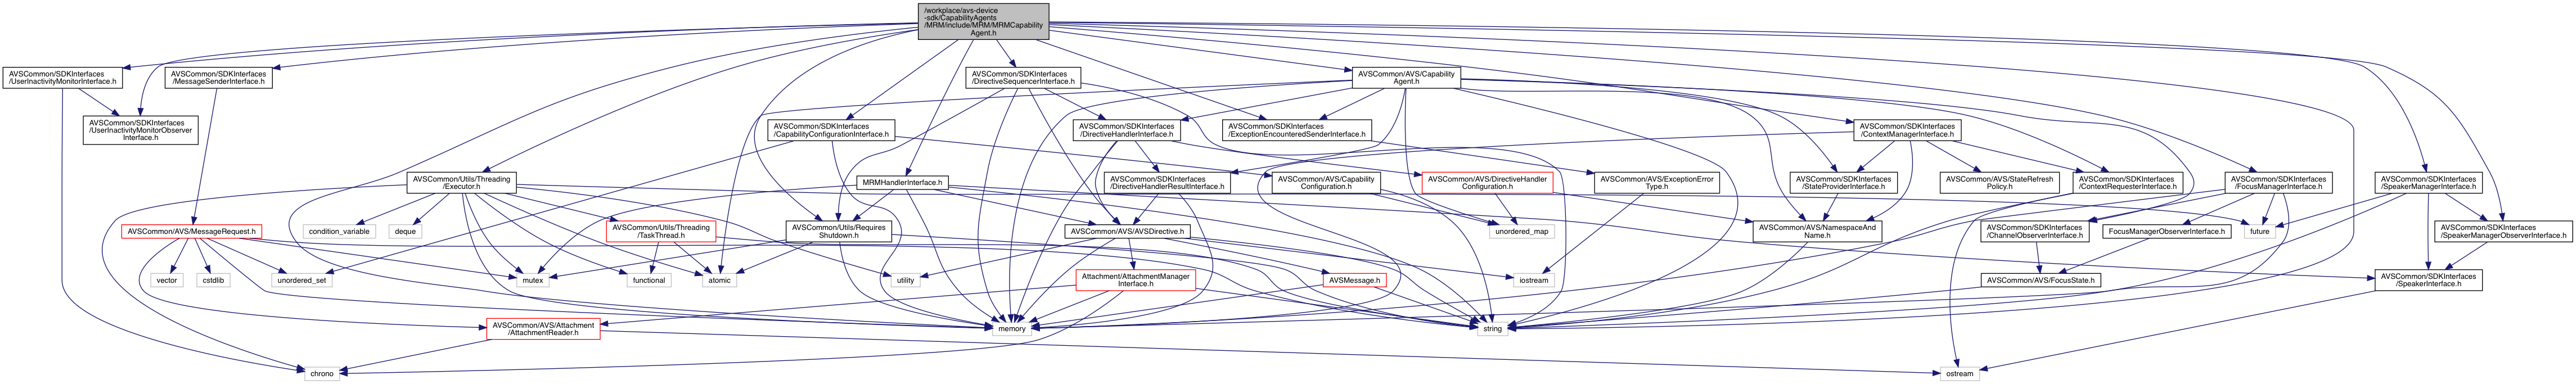 /workplace/avs-device
-sdk/CapabilityAgents
/MRM/include/MRM/MRMCapability
Agent.h
AVSCommon/SDKInterfaces
/UserInactivityMonitorInterface.h
AVSCommon/SDKInterfaces
/MessageSenderInterface.h
AVSCommon/SDKInterfaces
/DirectiveSequencerInterface.h
AVSCommon/AVS/Capability
Agent.h
AVSCommon/SDKInterfaces
/UserInactivityMonitorObserver
Interface.h
AVSCommon/SDKInterfaces
/CapabilityConfigurationInterface.h
AVSCommon/SDKInterfaces
/DirectiveHandlerInterface.h
AVSCommon/SDKInterfaces
/ExceptionEncounteredSenderInterface.h
AVSCommon/SDKInterfaces
/ContextManagerInterface.h
AVSCommon/Utils/Threading
/Executor.h
MRMHandlerInterface.h
AVSCommon/SDKInterfaces
/DirectiveHandlerResultInterface.h
AVSCommon/AVS/Capability
Configuration.h
AVSCommon/AVS/DirectiveHandler
Configuration.h
AVSCommon/AVS/ExceptionError
Type.h
AVSCommon/SDKInterfaces
/StateProviderInterface.h
AVSCommon/AVS/StateRefresh
Policy.h
AVSCommon/SDKInterfaces
/ContextRequesterInterface.h
AVSCommon/SDKInterfaces
/FocusManagerInterface.h
AVSCommon/SDKInterfaces
/SpeakerManagerInterface.h
AVSCommon/AVS/MessageRequest.h
condition_variable
deque
AVSCommon/Utils/Threading
/TaskThread.h
AVSCommon/Utils/Requires
Shutdown.h
AVSCommon/AVS/AVSDirective.h
unordered_map
AVSCommon/AVS/NamespaceAnd
Name.h
AVSCommon/SDKInterfaces
/ChannelObserverInterface.h
FocusManagerObserverInterface.h
future
AVSCommon/SDKInterfaces
/SpeakerManagerObserverInterface.h
vector
cstdlib
unordered_set
mutex
functional
atomic
utility
Attachment/AttachmentManager
Interface.h
AVSMessage.h
iostream
AVSCommon/AVS/FocusState.h
AVSCommon/SDKInterfaces
/SpeakerInterface.h
AVSCommon/AVS/Attachment
/AttachmentReader.h
memory
string
chrono
ostream